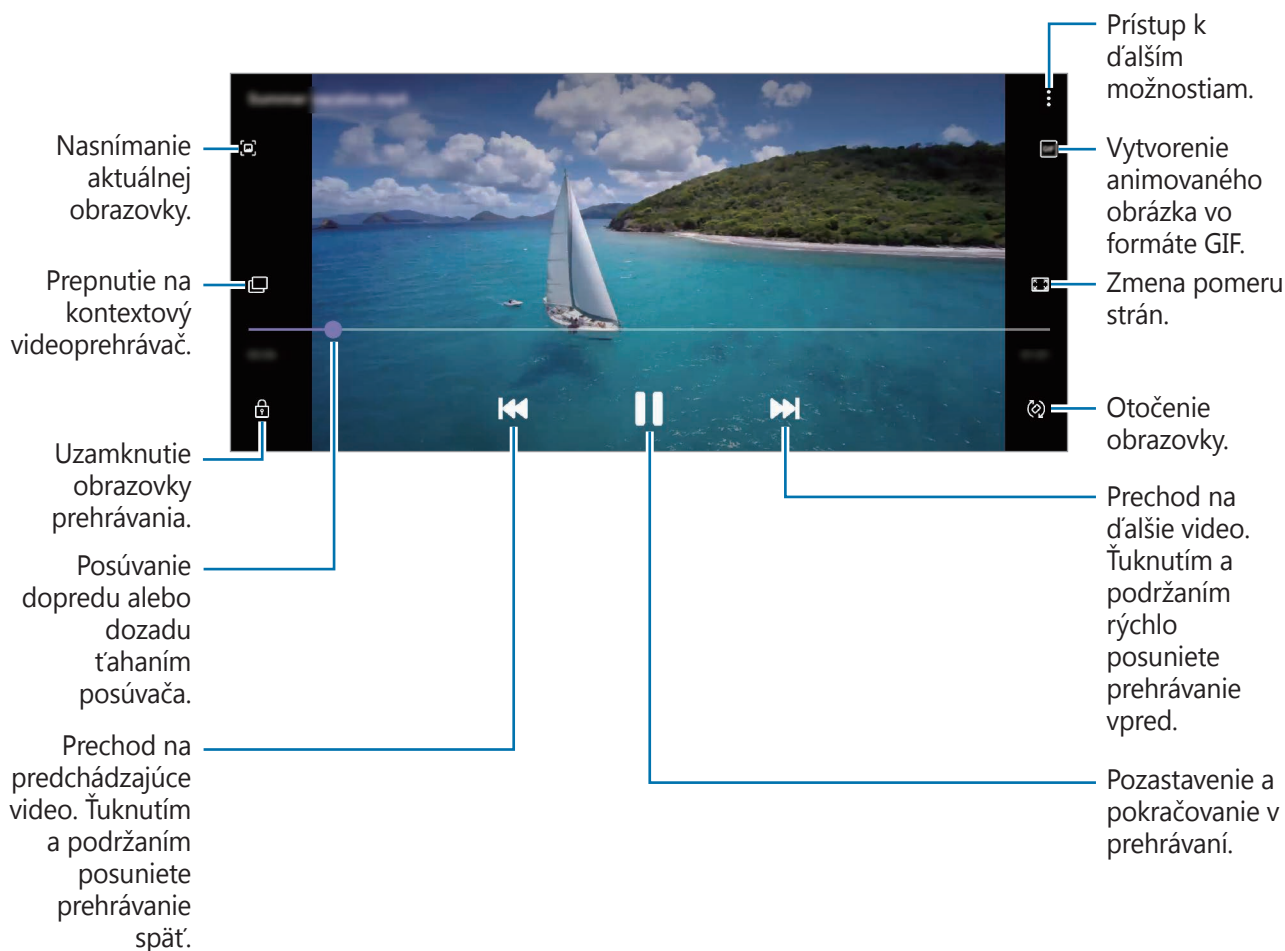 Prístup k
ďalším
možnostiam.
Nasnímanie
aktuálnej
obrazovky.
Vytvorenie
animovaného
obrázka vo
formáte GIF.
Prepnutie na
kontextový
videoprehrávač.
Zmena pomeru
strán.
Otočenie
obrazovky.
Uzamknutie
obrazovky
prehrávania.
Prechod na
ďalšie video.
Ťuknutím a
podržaním
rýchlo
posuniete
prehrávanie
vpred.
Posúvanie
dopredu alebo
dozadu
ťahaním
posúvača.
Prechod na
predchádzajúce
video. Ťuknutím
a podržaním
posuniete
prehrávanie
späť.
Pozastavenie a
pokračovanie v
prehrávaní.